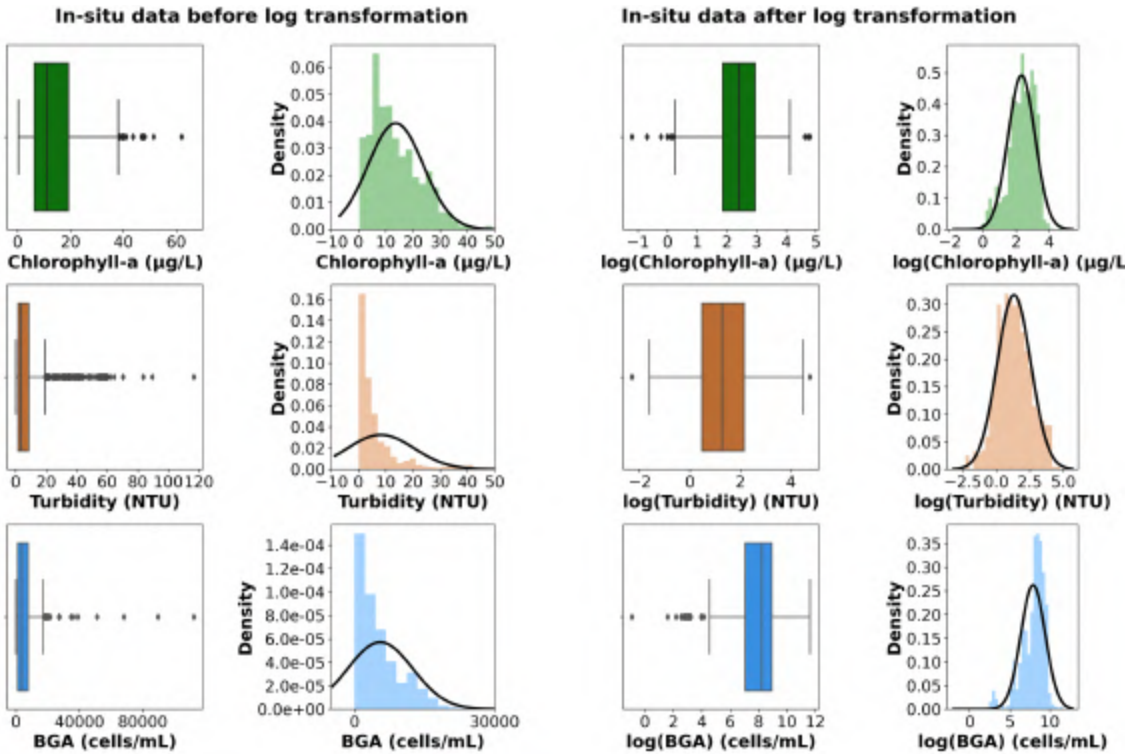 In-situ data before log transformation
In-situ data after log transformation
0 20 40 60
Chlorophyll-a (µg/L)
Density
0.06
0.05
0.04
0.03
0.02
0.01
0.00
−10 0 10 20 30 40 50
Chlorophyll-a (µg/L)
−1 0 1 2 3 4 5
log(Chlorophyll-a) (µg/L)
Density
0.5
0.4
0.3
0.2
0.1
0.0
−2 0 2 4
log(Chlorophyll-a) (µg/L
0 20 40 60 80 100 120
Turbidity (NTU)
Density
0.16
0.14
0.12
0.10
0.08
0.06
0.04
0.02
0.00
−10 0 10 20 30 40 50
Turbidity (NTU)
0 2 4
log(Turbidity) (NTU)
Density
0.30
0.25
0.20
0.15
0.10
0.05
0.00
−2.5 0.0 2.5 5.0
log(Turbidity) (NTU)
0 40000 80000
BGA (cells/mL)
Density
1.4e-04
1.2e-04
1.0e-04
8.0e-05
6.0e-05
4.0e-05
2.0e-05
0.0e+00
0 30000
BGA (cells/mL)
0 2 4 6 8 10 12
log(BGA) (cells/mL)
Density
0.35
0.30
0.25
0.20
0.15
0.10
0.05
0.00
0 5 10
log(BGA) (cells/mL)